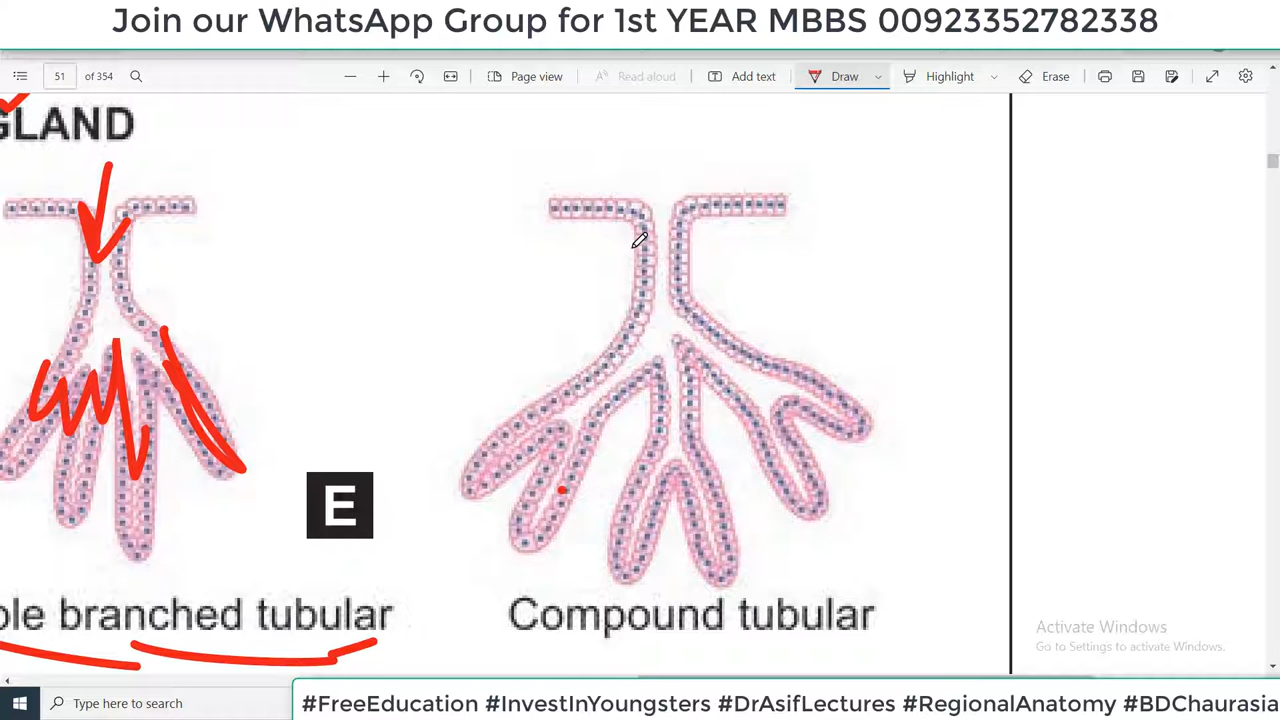 Join our WhatsApp Group for 1st YEAR MBBS 00923352782338
51 of 354 Page view Read aloud Add text Draw Highlight Erase
GLAND
E
ple branched tubular Compound tubular
Activate Windows
Go to Settings to activate Windows.
Type here to search
#FreeEducation #InvestInYoungsters #DrAsifLectures #RegionalAnatomy #BDChaurasia